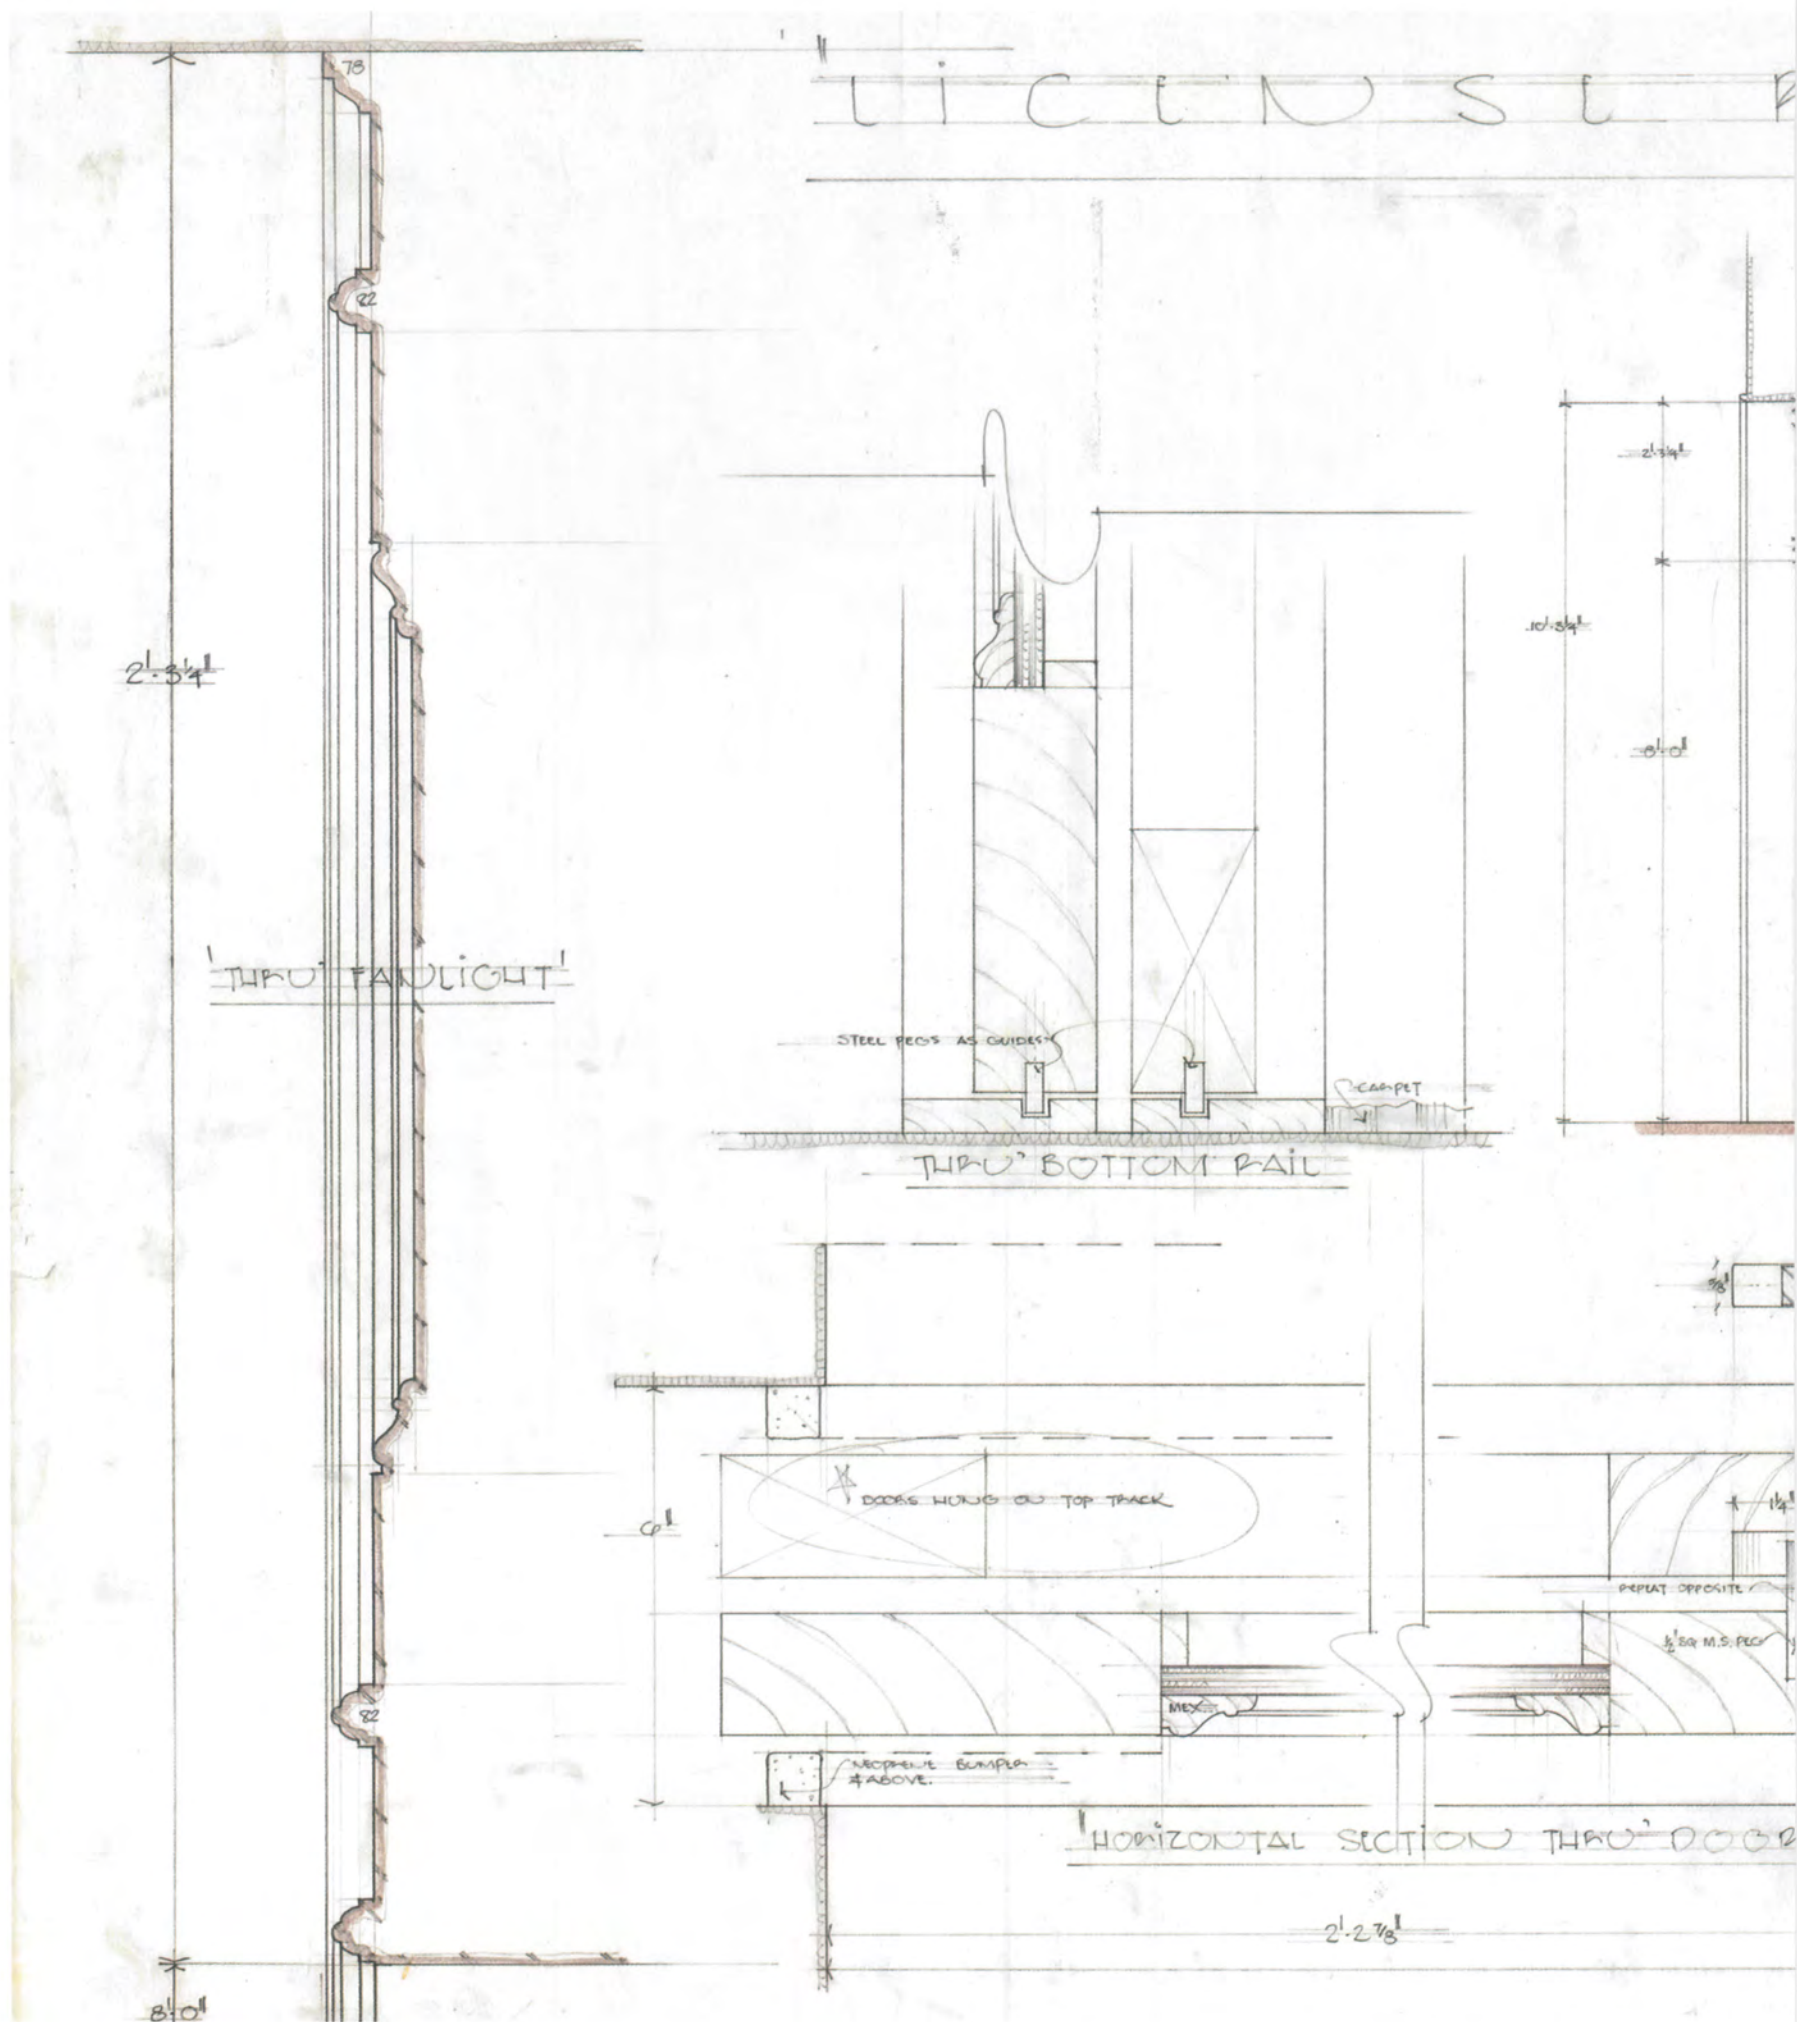 "LICENSE
78
82
2'-3¼"
2'-3¼"
10'-3¼"
8'-0"
'THRU' FANLIGHT'
STEEL PEGS AS GUIDES
CARPET
THRU' BOTTOM RAIL
6"
DOORS HUNG ON TOP TRACK
1¼"
REPEAT OPPOSITE
½" SQ M.S. PEG
82
NEOPRENE BUMPER
& ABOVE.
"HORIZONTAL SECTION THRU' DOOR
2'-2 7/8"
8'-0"